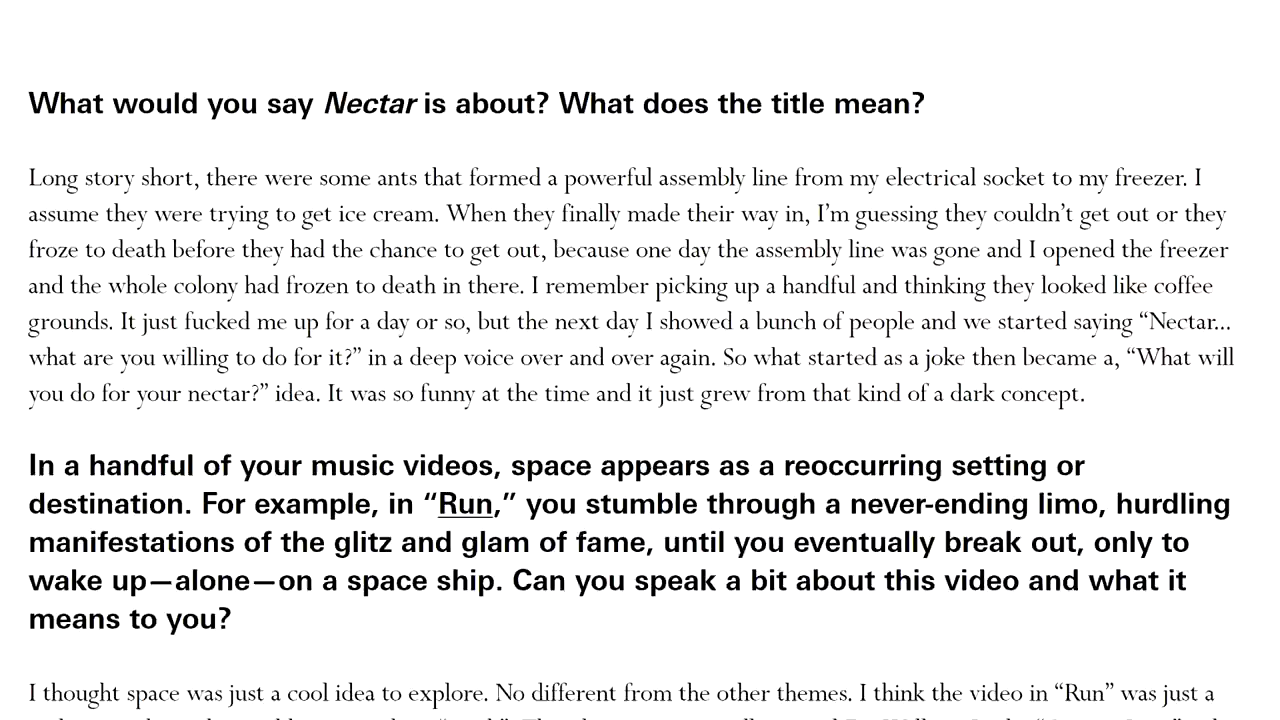 What would you say Nectar is about? What does the title mean?
Long story short, there were some ants that formed a powerful assembly line from my electrical socket to my freezer. I
assume they were trying to get ice cream. When they finally made their way in, I’m guessing they couldn’t get out or they
froze to death before they had the chance to get out, because one day the assembly line was gone and I opened the freezer
and the whole colony had frozen to death in there. I remember picking up a handful and thinking they looked like coffee
grounds. It just fucked me up for a day or so, but the next day I showed a bunch of people and we started saying “Nectar...
what are you willing to do for it?” in a deep voice over and over again. So what started as a joke then became a, “What will
you do for your nectar?” idea. It was so funny at the time and it just grew from that kind of a dark concept.
In a handful of your music videos, space appears as a reoccurring setting or
destination. For example, in “Run,” you stumble through a never-ending limo, hurdling
manifestations of the glitz and glam of fame, until you eventually break out, only to
wake up—alone—on a space ship. Can you speak a bit about this video and what it
means to you?
I thought space was just a cool idea to explore. No different from the other themes. I think the video in “Run” was just a